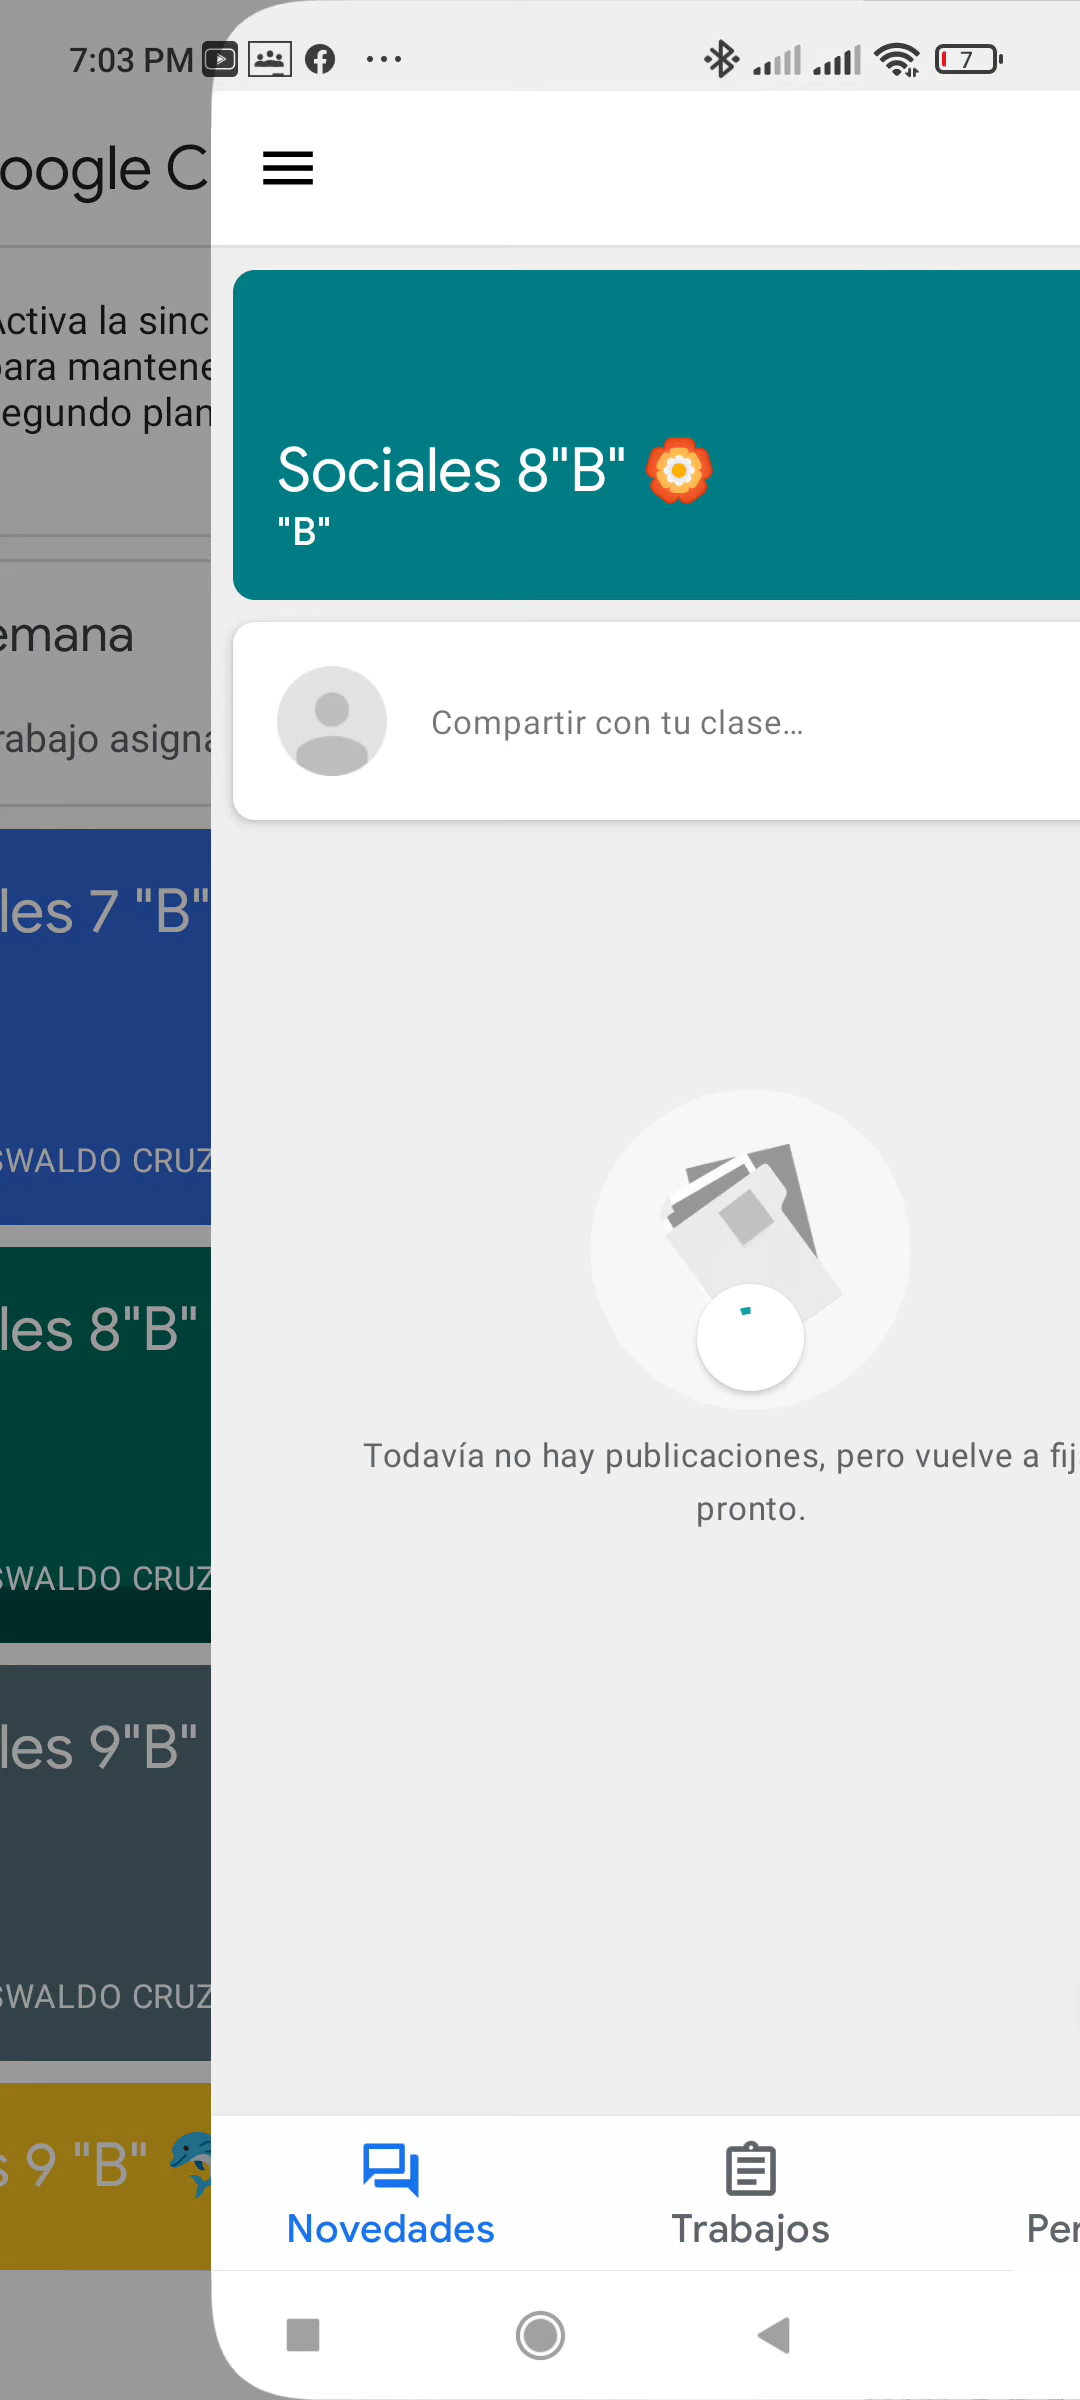 7:03 PM
7
oogle C
Activa la sinc
para mantene
egundo plan
emana
rabajo asigna
les 7 "B"
SWALDO CRUZ
les 8"B"
SWALDO CRUZ
les 9"B"
SWALDO CRUZ
s 9 "B"
Sociales 8"B"
"B"
Compartir con tu clase...
Todavía no hay publicaciones, pero vuelve a fij
pronto.
Novedades
Trabajos
Per